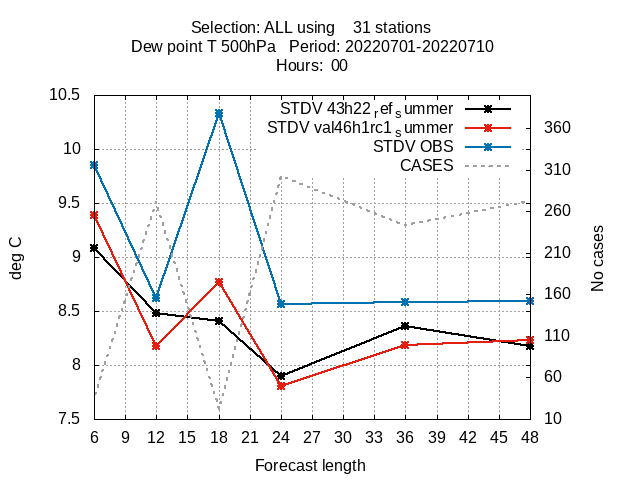 Selection: ALL using    31 stations
Dew point T 500hPa   Period: 20220701-20220710
Hours:  00
STDV 43h22refsummer
STDV val46h1rc1summer
STDV OBS
CASES
10.5
10
9.5
9
8.5
8
7.5
deg C
360
310
260
210
160
110
60
10
No cases
6 9 12 15 18 21 24 27 30 33 36 39 42 45 48
Forecast length